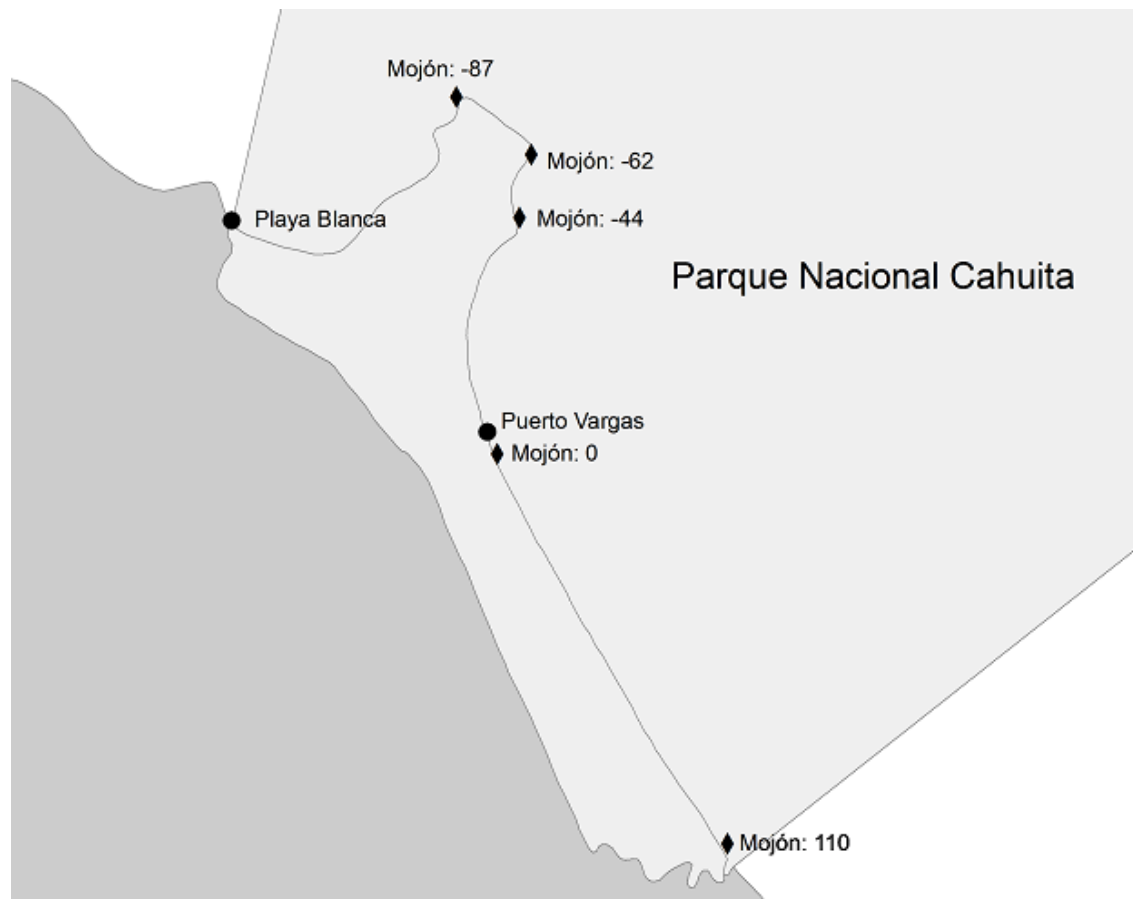 Mojón: -87
Mojón: -62
Playa Blanca
Mojón: -44
Parque Nacional Cahuita
Puerto Vargas
Mojón: 0
Mojón: 110